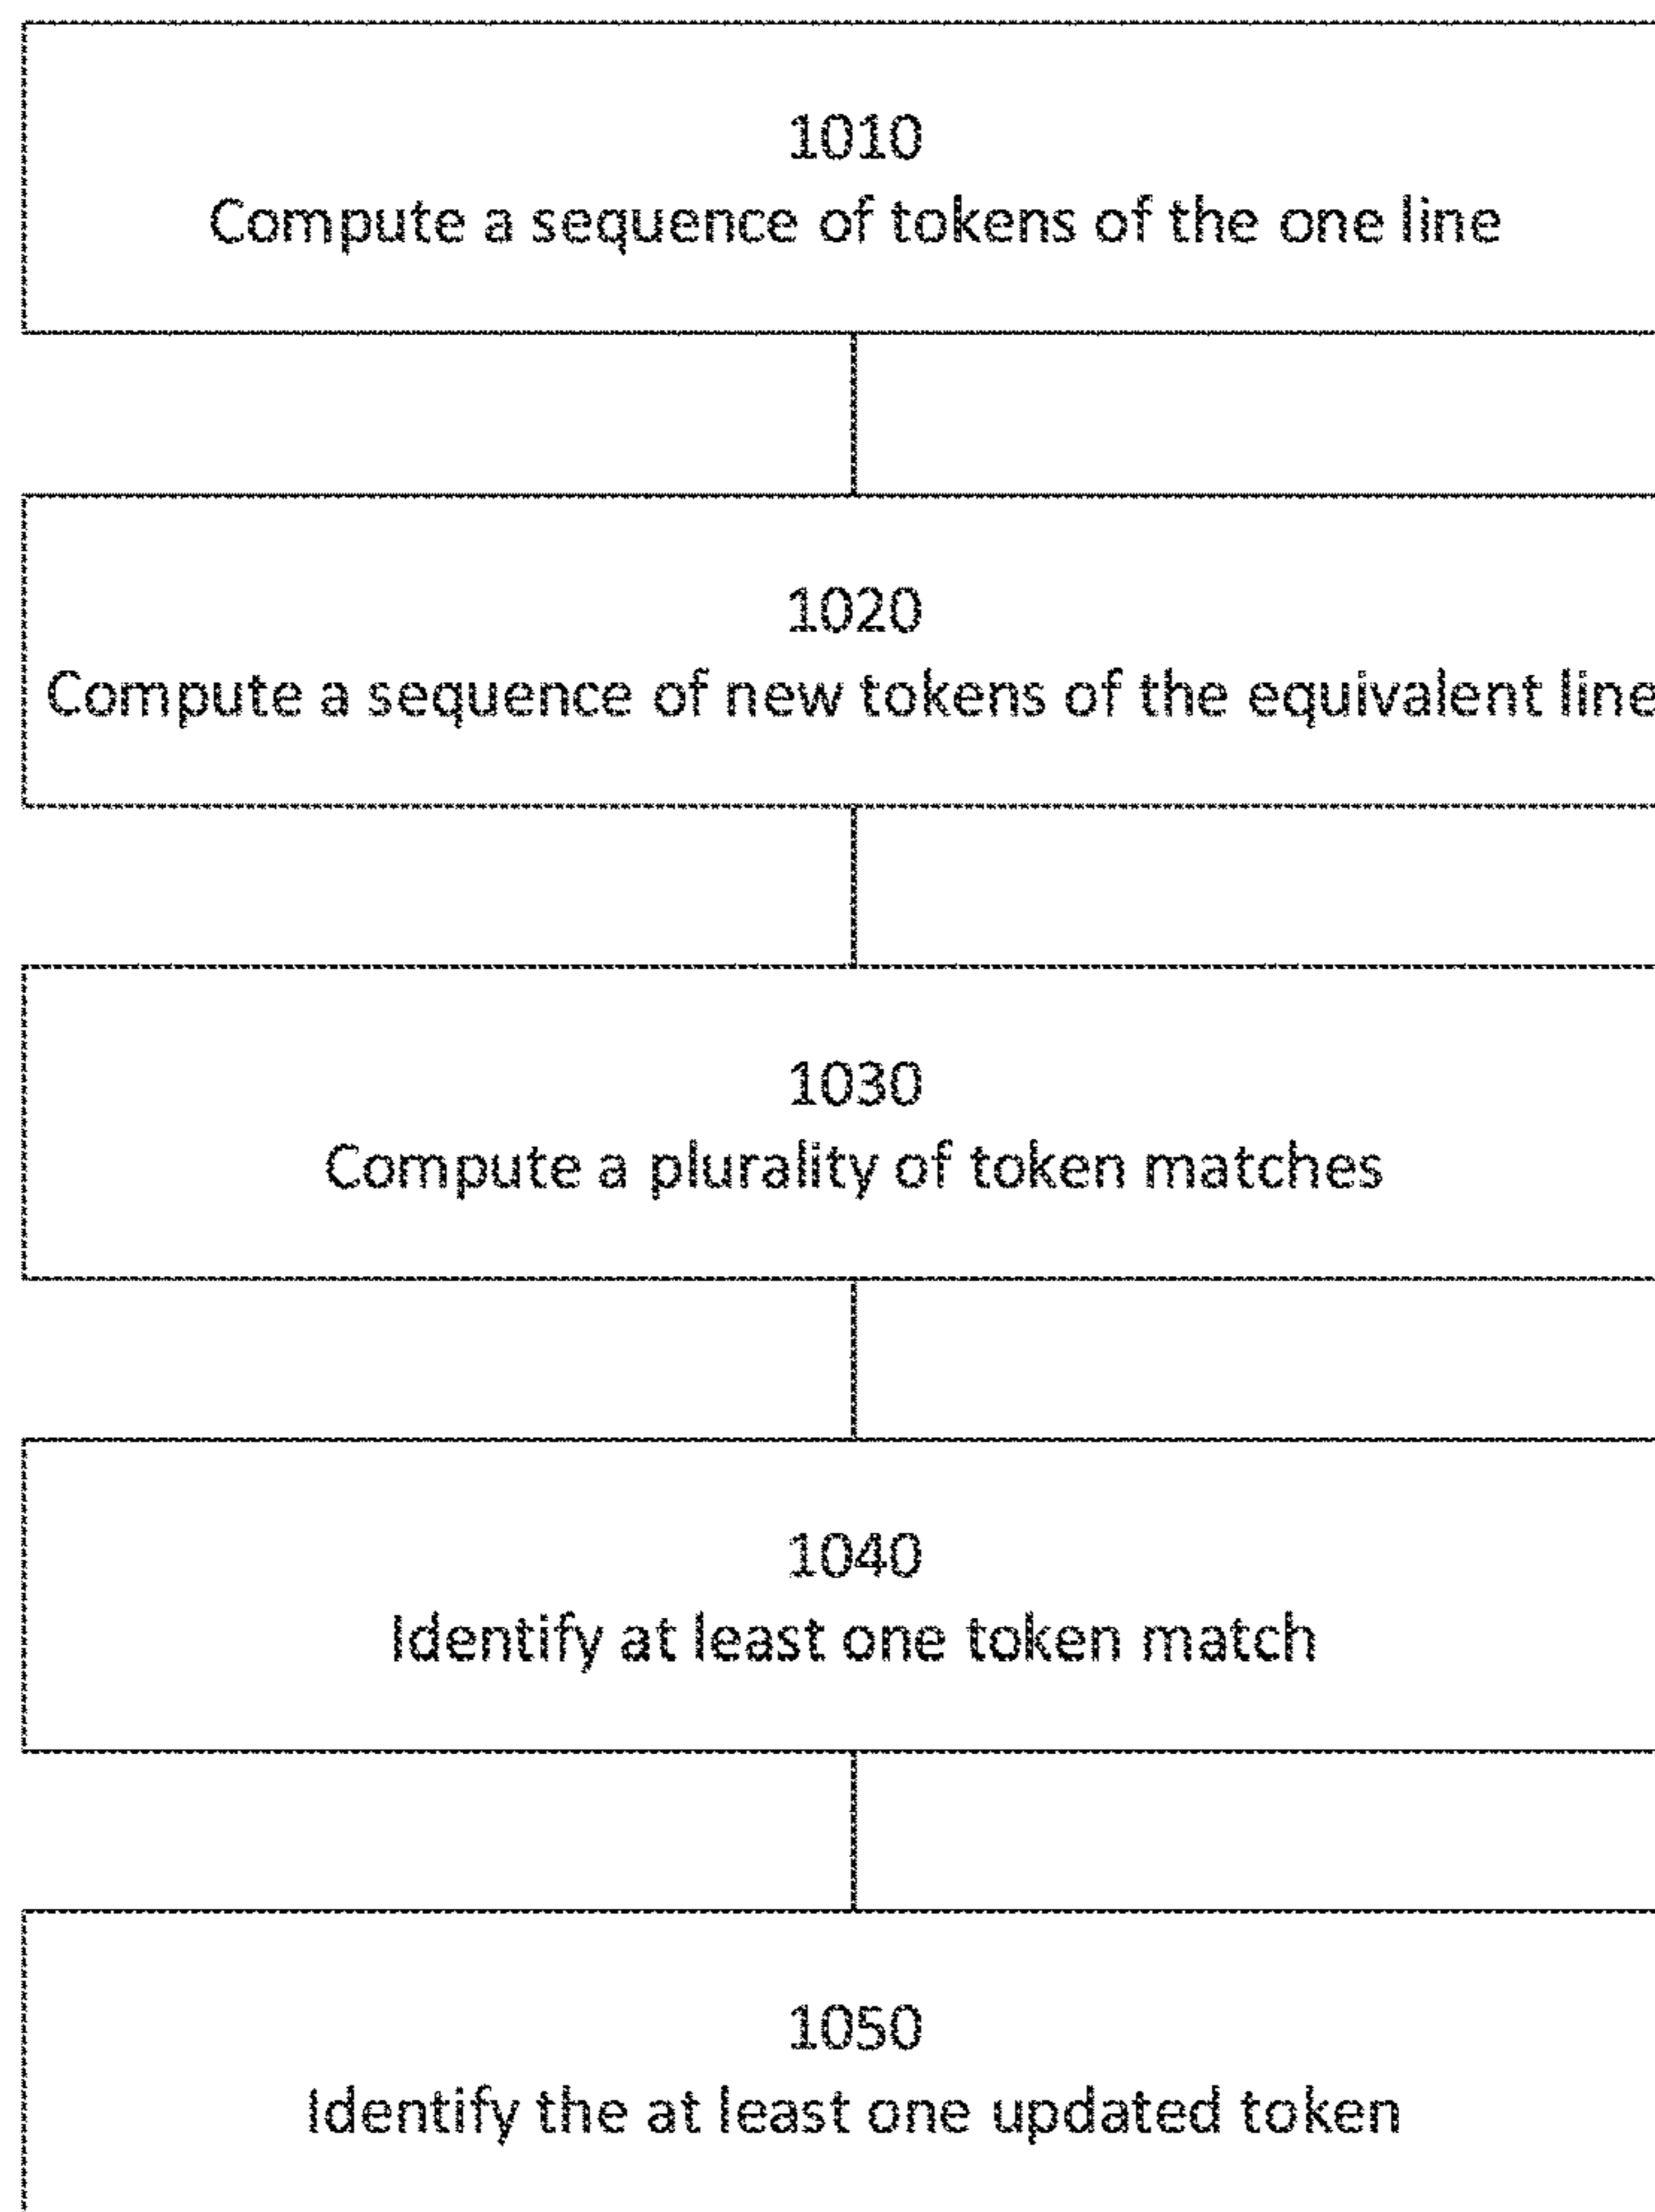 1010
Compute a sequence of tokens of the one line
1020
Compute a sequence of new tokens of the equivalent line
1030
Compute a plurality of token matches
1040
Identify at least one token match
1050
Identify the at least one updated token